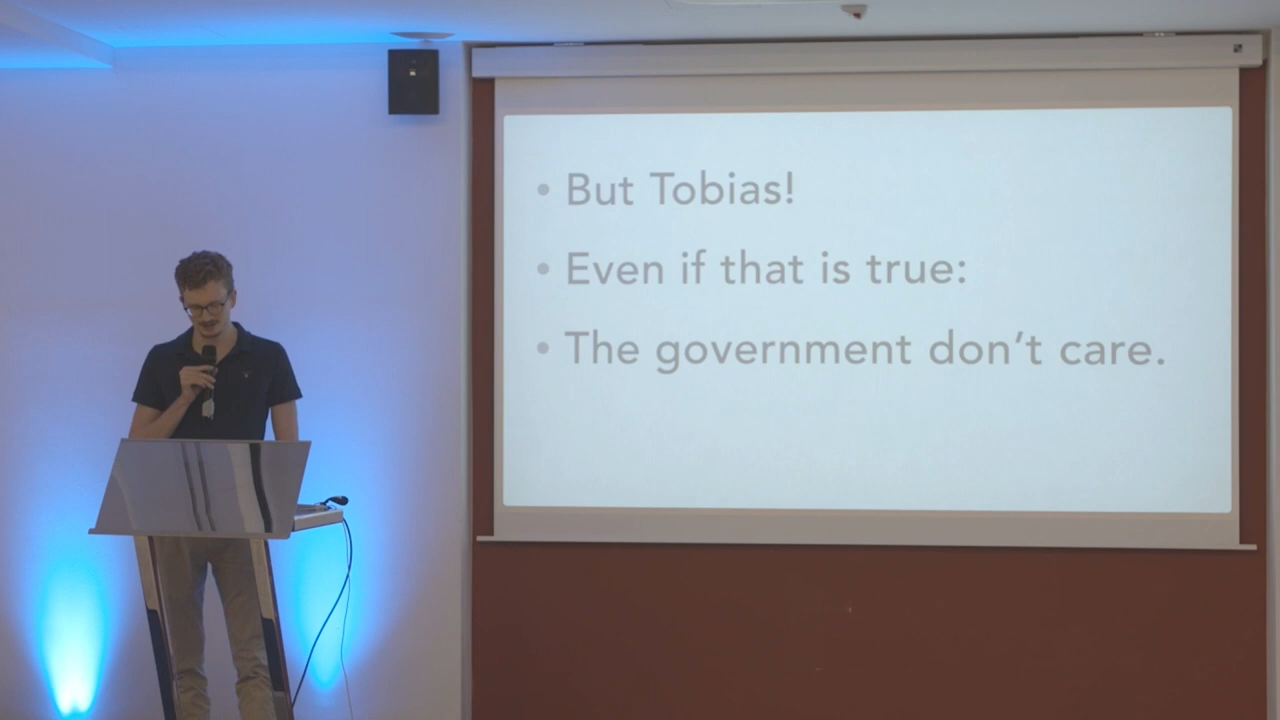 • But Tobias!
• Even if that is true:
• The government don’t care.